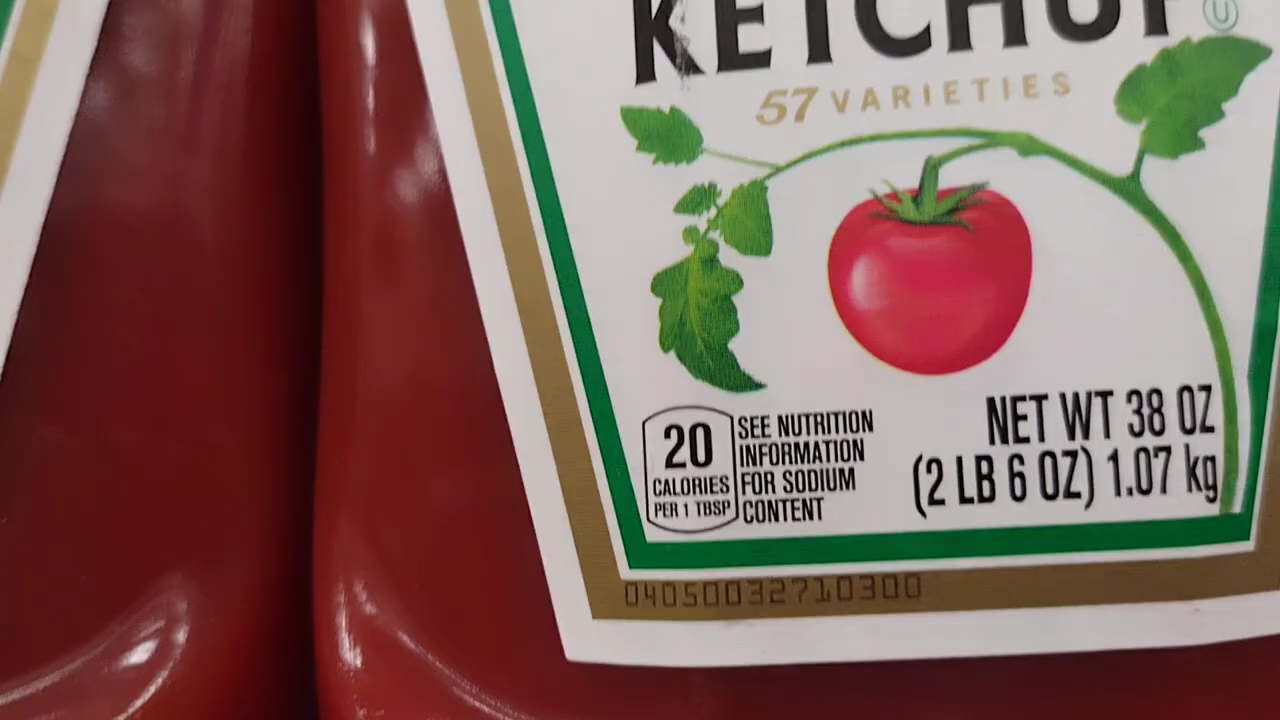 KETCHUP
U
57 VARIETIES
20
CALORIES
PER 1 TBSP
SEE NUTRITION
INFORMATION
FOR SODIUM
CONTENT
NET WT 38 OZ
(2 LB 6 OZ) 1.07 kg
04050032710300